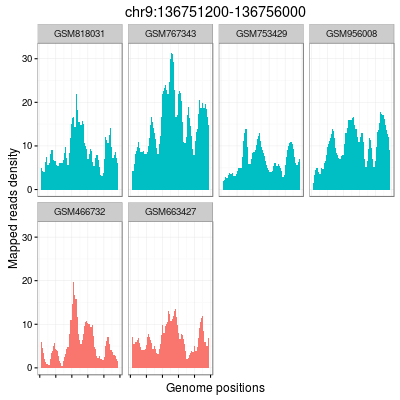 chr9:136751200-136756000
GSM818031 GSM767343 GSM753429 GSM956008
30
20
10
0
GSM466732 GSM663427
30
20
10
0
Mapped reads density
Genome positions